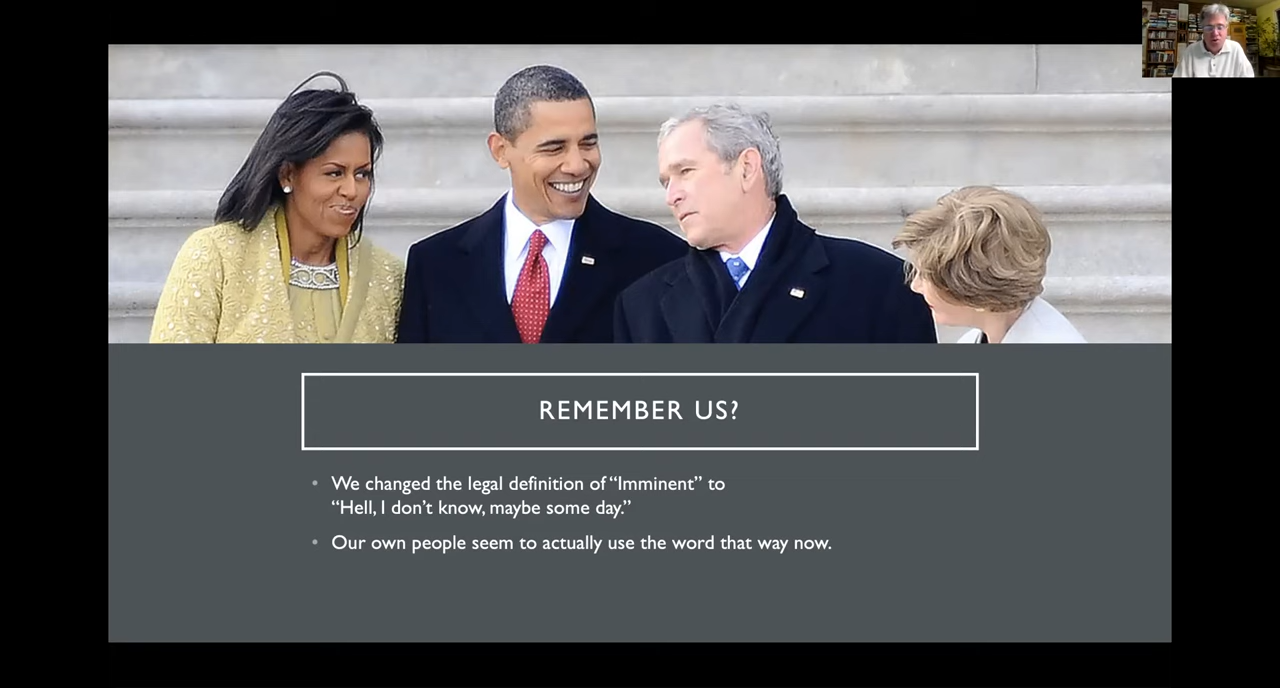 REMEMBER US?
• We changed the legal definition of “Imminent” to
“Hell, I don’t know, maybe some day.”
• Our own people seem to actually use the word that way now.